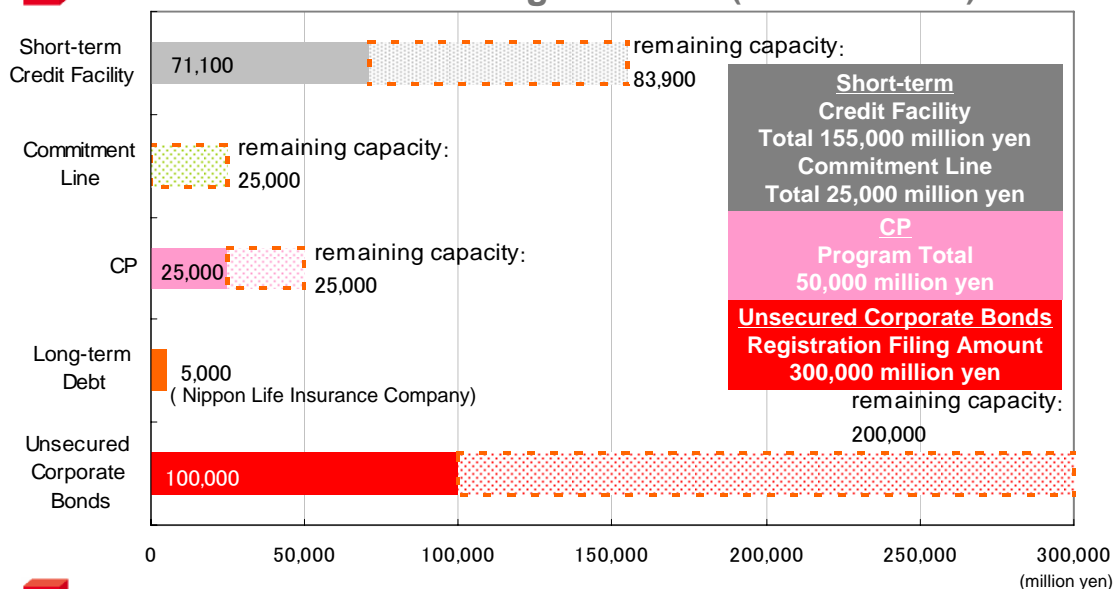 Short-term
Credit Facility
71,100
remaining capacity:
83,900
Short-term
Credit Facility
Total 155,000 million yen
Commitment Line
Total 25,000 million yen
CP
Program Total
50,000 million yen
Unsecured Corporate Bonds
Registration Filing Amount
300,000 million yen
Commitment
Line
remaining capacity:
25,000
CP
25,000
remaining capacity:
25,000
Long-term
Debt
5,000
( Nippon Life Insurance Company)
remaining capacity:
200,000
Unsecured
Corporate
Bonds
100,000
0 50,000 100,000 150,000 200,000 250,000 300,000
(million yen)